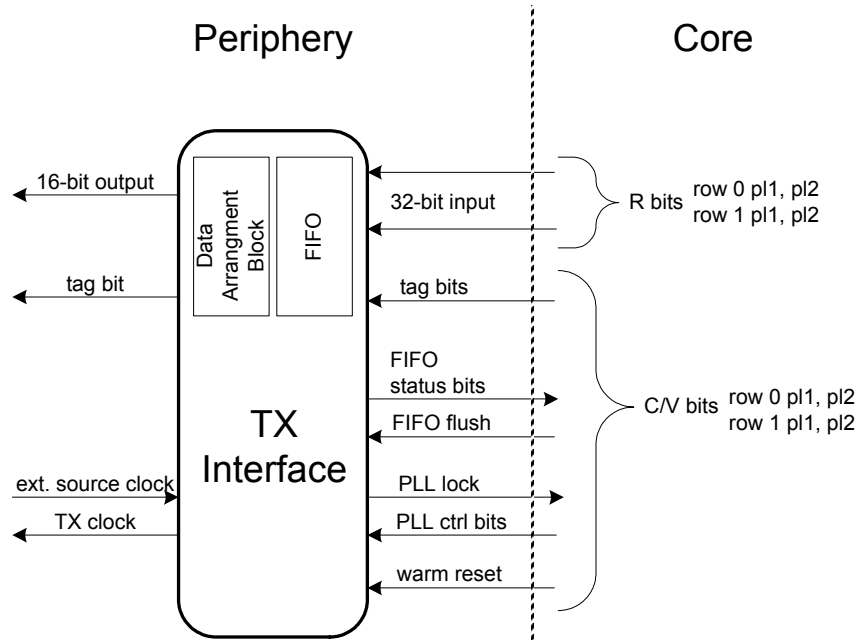 Periphery
Core
16-bit output
tag bit
ext. source clock
TX clock
Data
Arrangment
Block
FIFO
TX
Interface
32-bit input
tag bits
FIFO
status bits
FIFO flush
PLL lock
PLL ctrl bits
warm reset
R bits
row 0 pl1, pl2
row 1 pl1, pl2
C/V bits
row 0 pl1, pl2
row 1 pl1, pl2